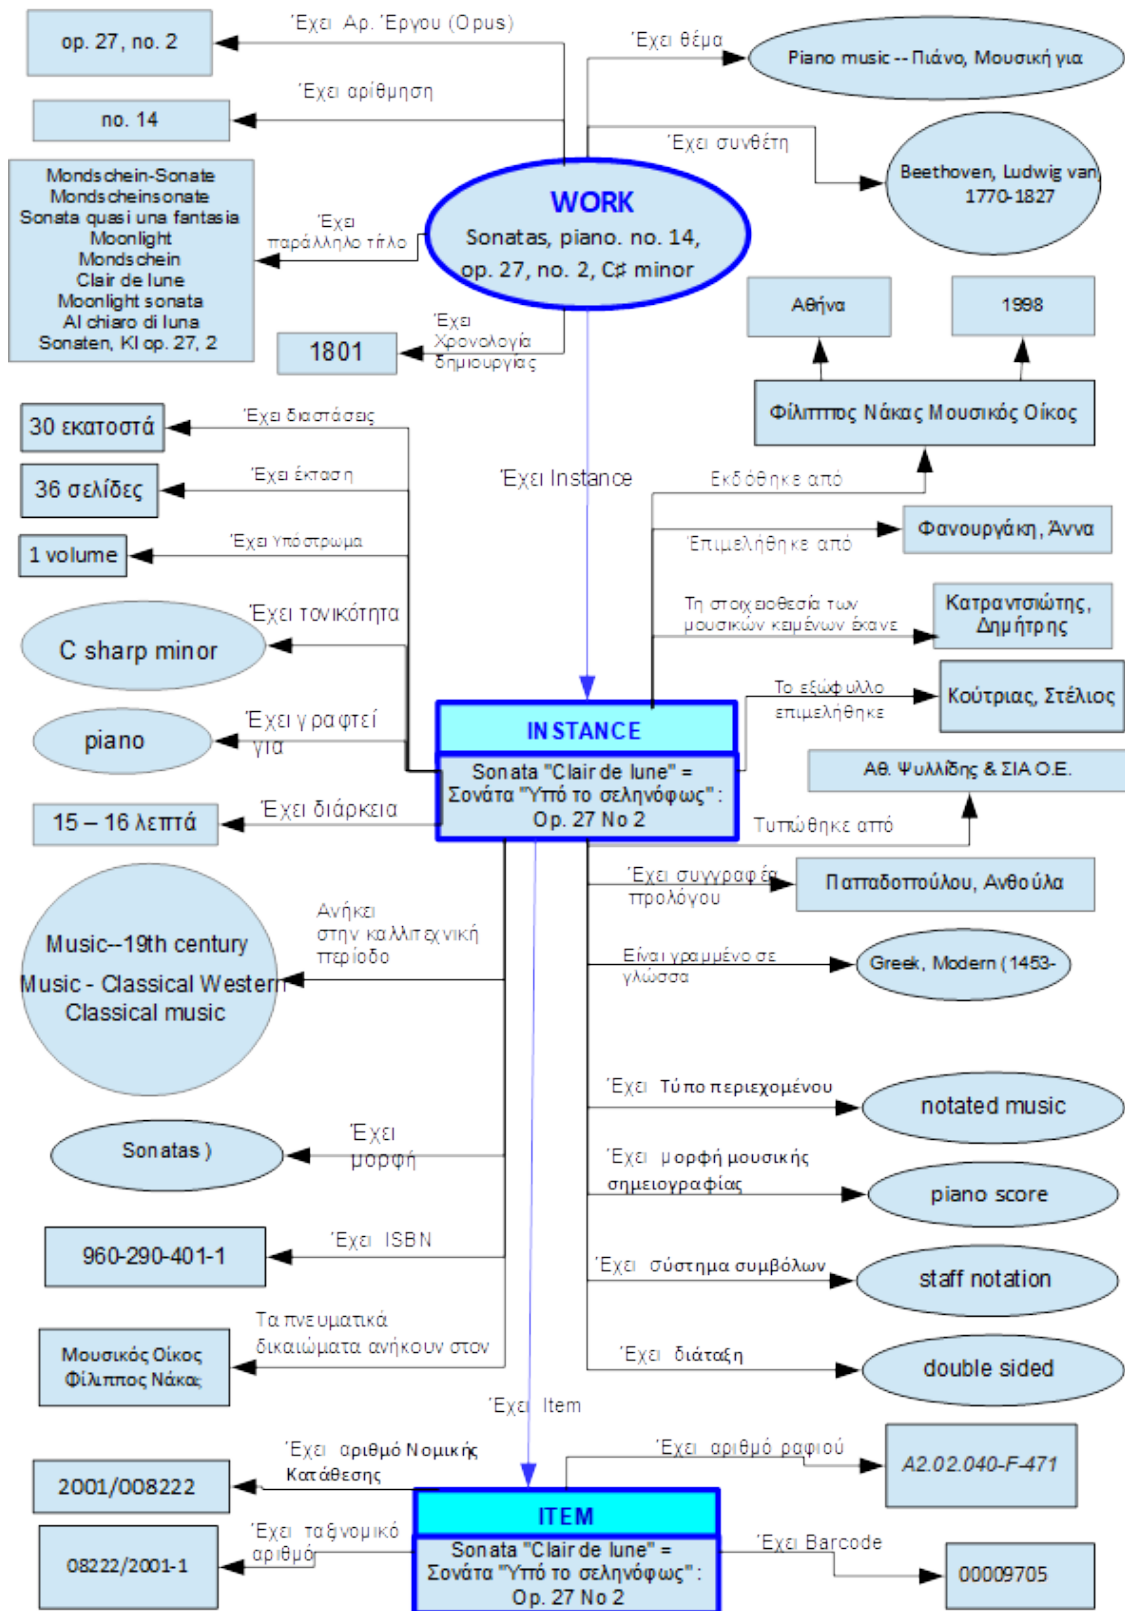 op. 27, no. 2
Έχει Αρ. Έργου (Opus)
Έχει θέμα
Piano music -- Πιάνο, Μουσική για
Έχει αρίθμηση
no. 14
Έχει συνθέτη
Beethoven, Ludwig van,
1770-1827
Mondschein-Sonate
Mondscheinsonate
Sonata quasi una fantasia
Moonlight
Mondschein
Clair de lune
Moonlight sonata
Al chiaro di luna
Sonaten, Kl op. 27, 2
Έχει
παράλληλο τίτλο
WORK
Sonatas, piano. no. 14,
op. 27, no. 2, C♯ minor
Αθήνα
1998
1801
Έχει
Χρονολογία
δημιουργίας
Φίλιππος Νάκας Μουσικός Οίκος
30 εκατοστά
Έχει διαστάσεις
36 σελίδες
Έχει έκταση
Έχει Instance
Εκδόθηκε από
1 volume
Έχει Υπόστρωμα
Επιμελήθηκε από
Φανουργάκη, Άννα
Έχει τονικότητα
C sharp minor
Τη στοιχειοθεσία των
μουσικών κειμένων έκανε
Κατραντσιώτης,
Δημήτρης
Το εξώφυλλο
επιμελήθηκε
Κούτριας, Στέλιος
piano
Έχει γραφτεί
για
INSTANCE
Sonata "Clair de lune" =
Σονάτα "Υπό το σεληνόφως" :
Op. 27 No 2
Αθ. Ψυλλίδης & ΣΙΑ Ο.Ε.
15 – 16 λεπτά
Έχει διάρκεια
Τυπώθηκε από
Έχει συγγραφέα
προλόγου
Παπαδοπούλου, Ανθούλα
Music--19th century
Music - Classical Western
Classical music
Ανήκει
στην καλλιτεχνική
περίοδο
Είναι γραμμένο σε
γλώσσα
Greek, Modern (1453-
Έχει Τύπο περιεχομένου
notated music
Sonatas )
Έχει
μορφή
Έχει μορφή μουσικής
σημειογραφίας
piano score
960-290-401-1
Έχει ISBN
Έχει σύστημα συμβόλων
staff notation
Μουσικός Οίκος
Φίλιππος Νάκας
Τα πνευματικά
δικαιώματα ανήκουν στον
Έχει διάταξη
double sided
Έχει Item
2001/008222
Έχει αριθμό Νομικής
Κατάθεσης
Έχει αριθμό ραφιού
A2.02.040-F-471
08222/2001-1
Έχει ταξινομικό
αριθμό
ITEM
Sonata "Clair de lune" =
Σονάτα "Υπό το σεληνόφως" :
Op. 27 No 2
Έχει Barcode
00009705